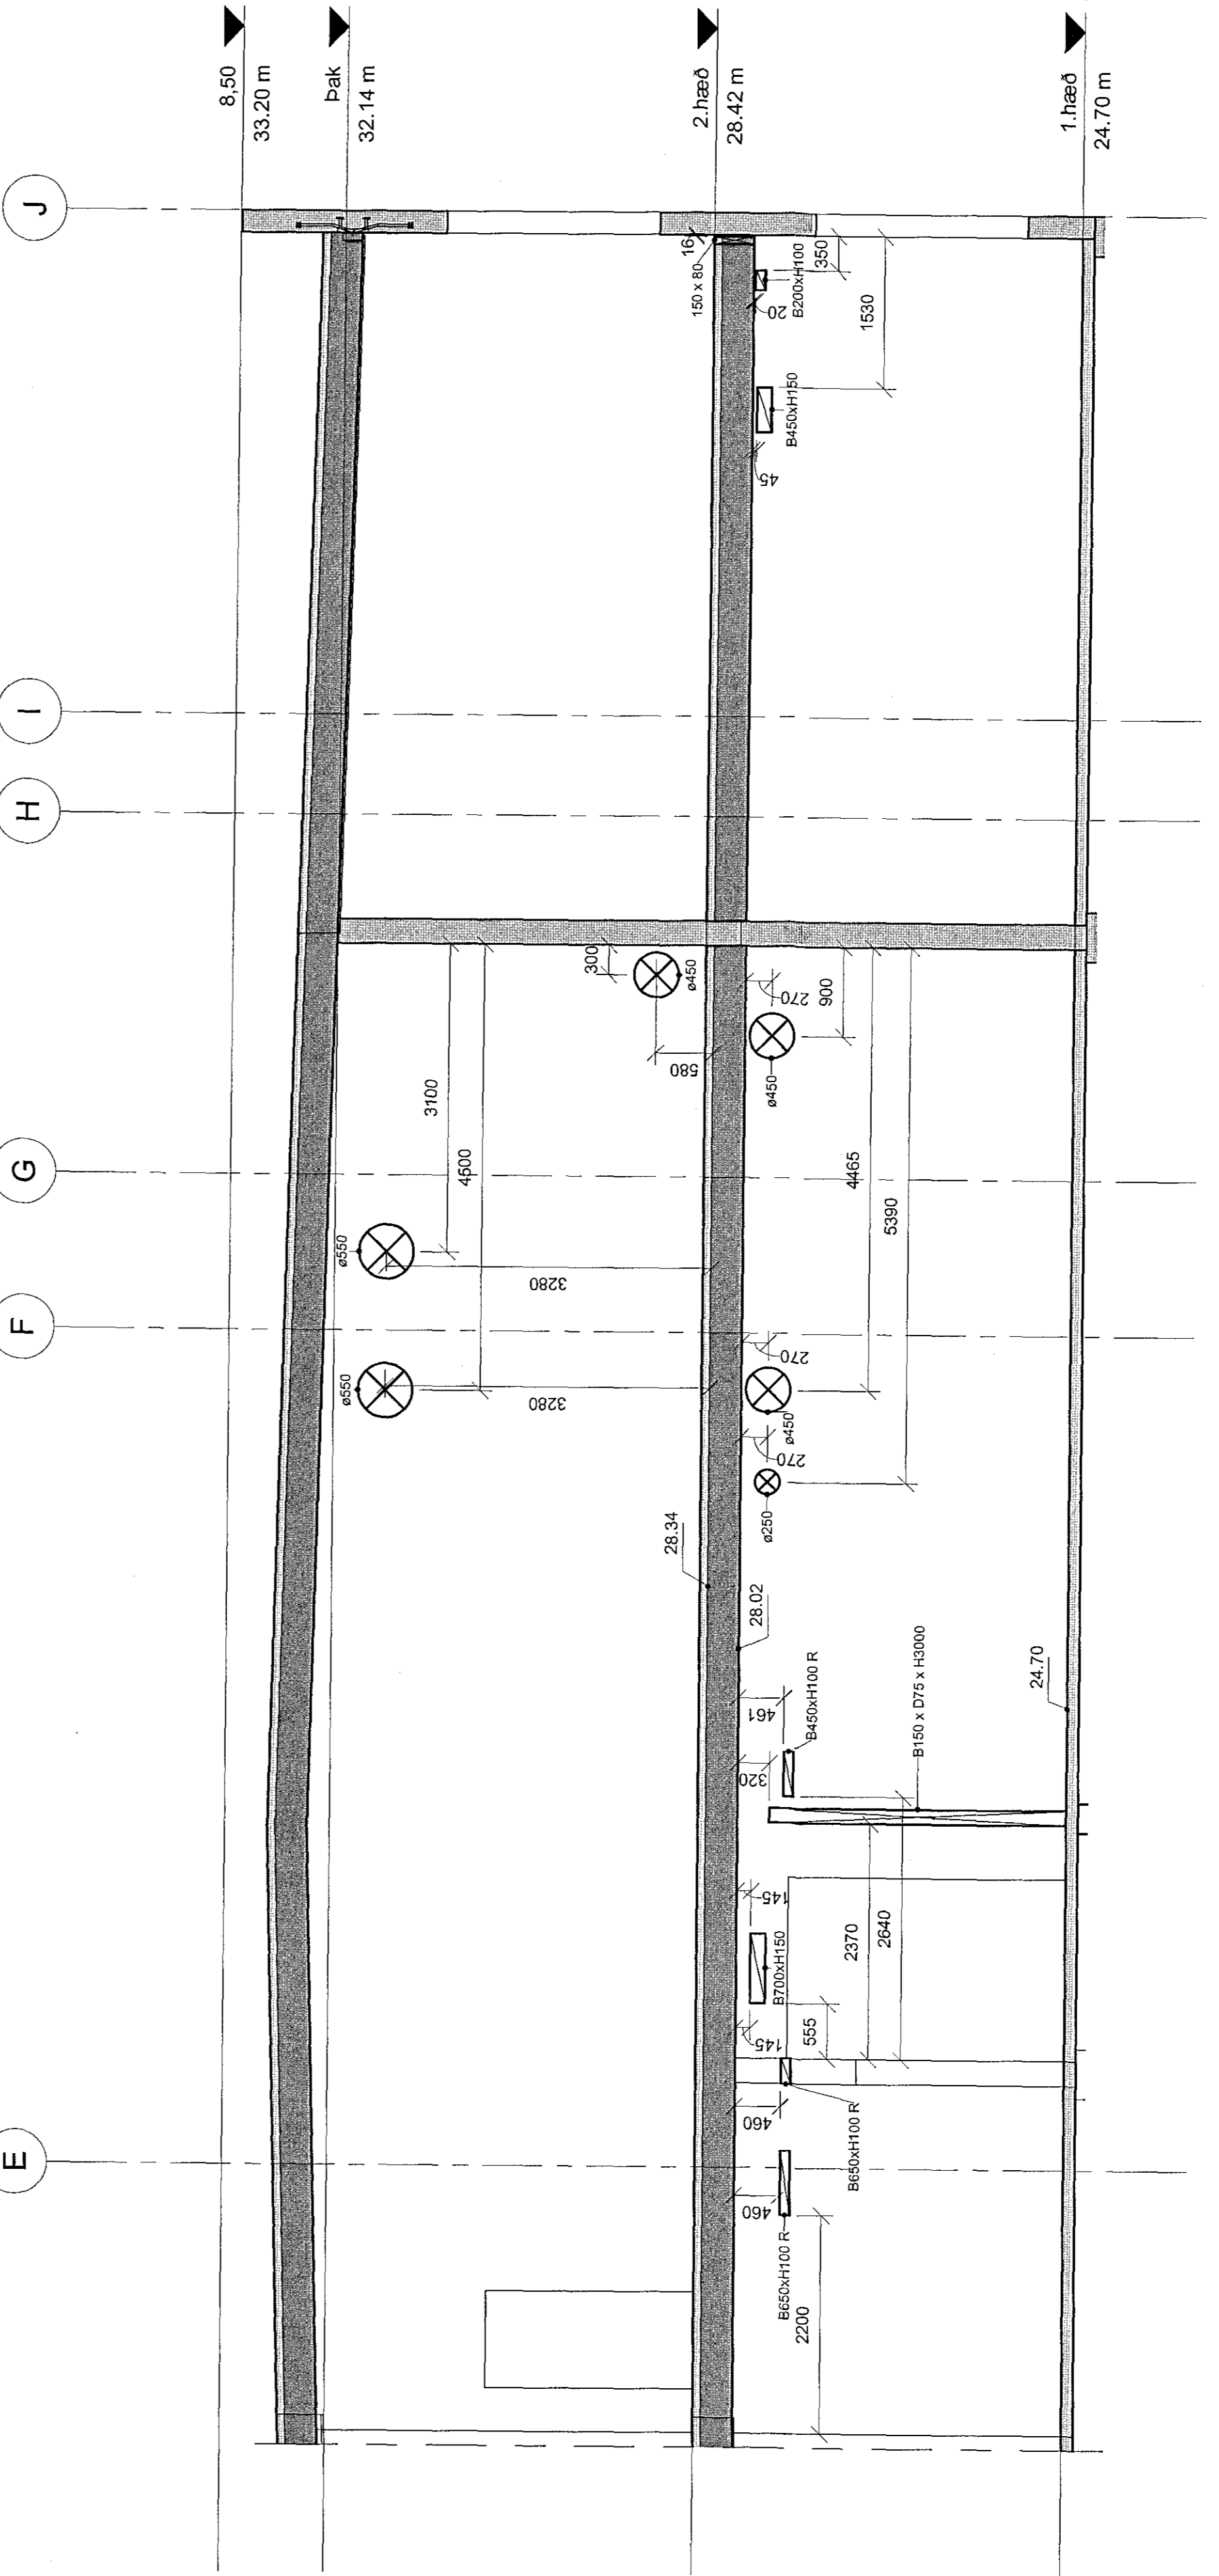 J
I
H
G
F
E
8,50
33.20 m
Þak
32.14 m
2.hæð
28.42 m
1.hæð
24.70 m
16
150 x 80
20
B200xH100
350
1530
B450xH150
45
300
ø450
580
270
900
ø450
3100
4500
4465
5390
ø550
3280
ø550
3280
270
ø450
270
ø250
28.34
28.02
24.70
461
B450xH100 R
320
B150 x D75 x H3000
145
B700xH150
2370
2640
145
555
460
B650xH100 R
460
B650xH100 R
2200